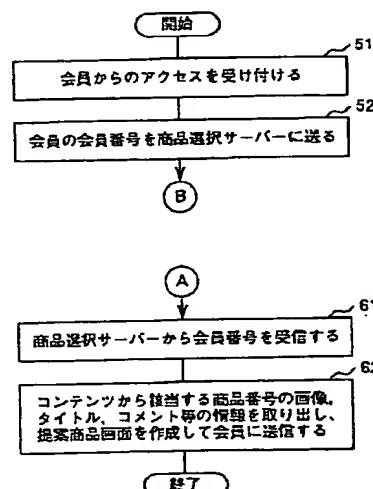 開始
51
会員からのアクセスを受け付ける
52
会員の会員番号を商品選択サーバーに送る
B
A
61
商品選択サーバーから会員番号を受信する
62
コンテンツから該当する商品番号の画像,
タイトル、コメント等の情報を取り出し、
提案商品画面を作成して会員に送信する
終了